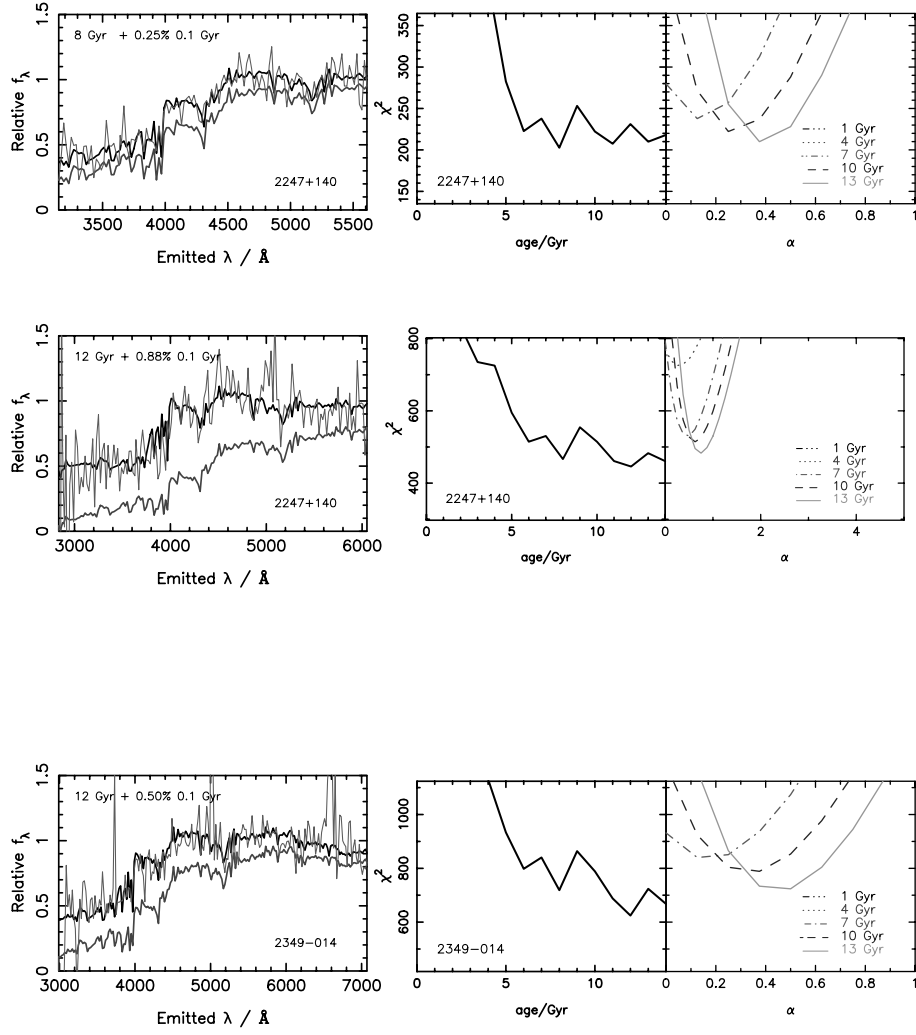 8 Gyr + 0.25% 0.1 Gyr
2247+140
Relative fλ
0 0.5 1 1.5
3500 4000 4500 5000 5500
Emitted λ / Å
χ²
150 200 250 300 350
2247+140
0 5 10
age/Gyr
1 Gyr
4 Gyr
7 Gyr
10 Gyr
13 Gyr
0 0.2 0.4 0.6 0.8 1
α
12 Gyr + 0.88% 0.1 Gyr
2247+140
Relative fλ
0 0.5 1 1.5
3000 4000 5000 6000
Emitted λ / Å
χ²
400 600 800
2247+140
0 5 10
age/Gyr
1 Gyr
4 Gyr
7 Gyr
10 Gyr
13 Gyr
0 2 4
α
12 Gyr + 0.50% 0.1 Gyr
2349−014
Relative fλ
0 0.5 1 1.5
3000 4000 5000 6000 7000
Emitted λ / Å
χ²
600 800 1000
2349−014
0 5 10
age/Gyr
1 Gyr
4 Gyr
7 Gyr
10 Gyr
13 Gyr
0 0.2 0.4 0.6 0.8 1
α